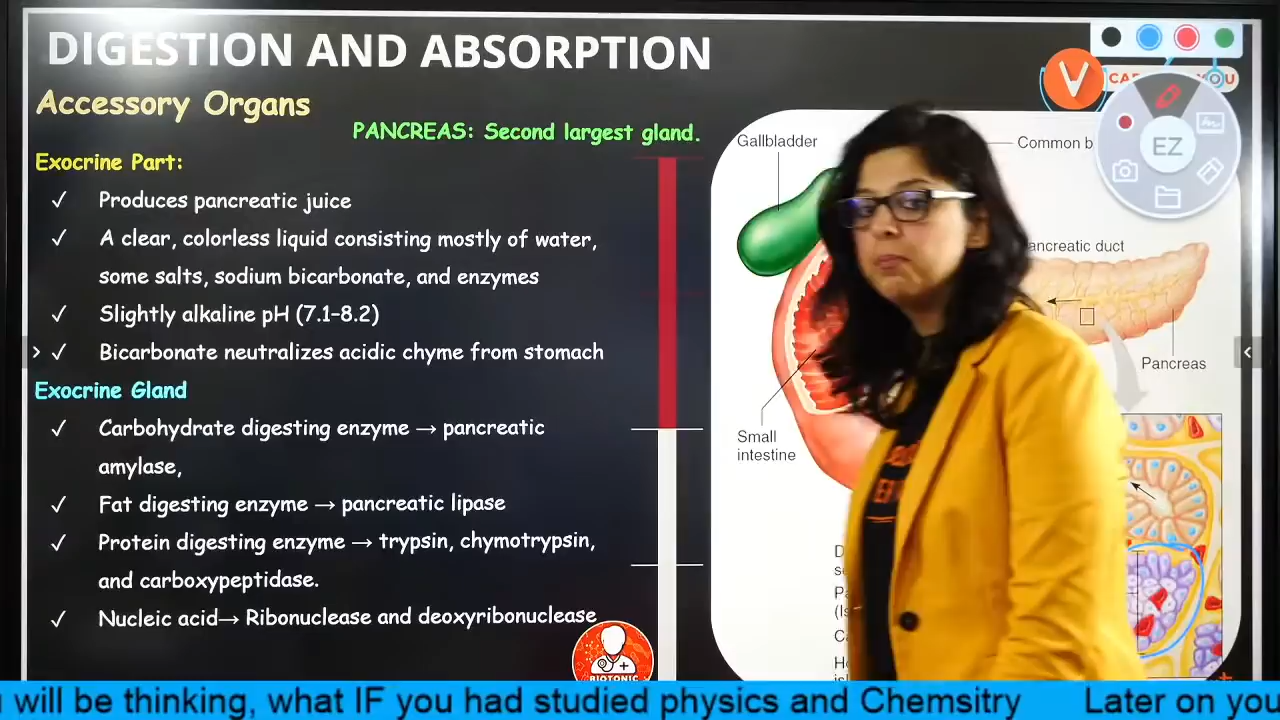 DIGESTION AND ABSORPTION
Accessory Organs
PANCREAS: Second largest gland.
Exocrine Part:
✓ Produces pancreatic juice
✓ A clear, colorless liquid consisting mostly of water,
some salts, sodium bicarbonate, and enzymes
✓ Slightly alkaline pH (7.1–8.2)
✓ Bicarbonate neutralizes acidic chyme from stomach
Exocrine Gland
✓ Carbohydrate digesting enzyme → pancreatic
amylase,
✓ Fat digesting enzyme → pancreatic lipase
✓ Protein digesting enzyme → trypsin, chymotrypsin,
and carboxypeptidase.
✓ Nucleic acid→ Ribonuclease and deoxyribonuclease
Gallbladder
Common b
ancreatic duct
Pancreas
Small
intestine
V
EZ
BIOTONIC
will be thinking, what IF you had studied physics and Chemsitry Later on you